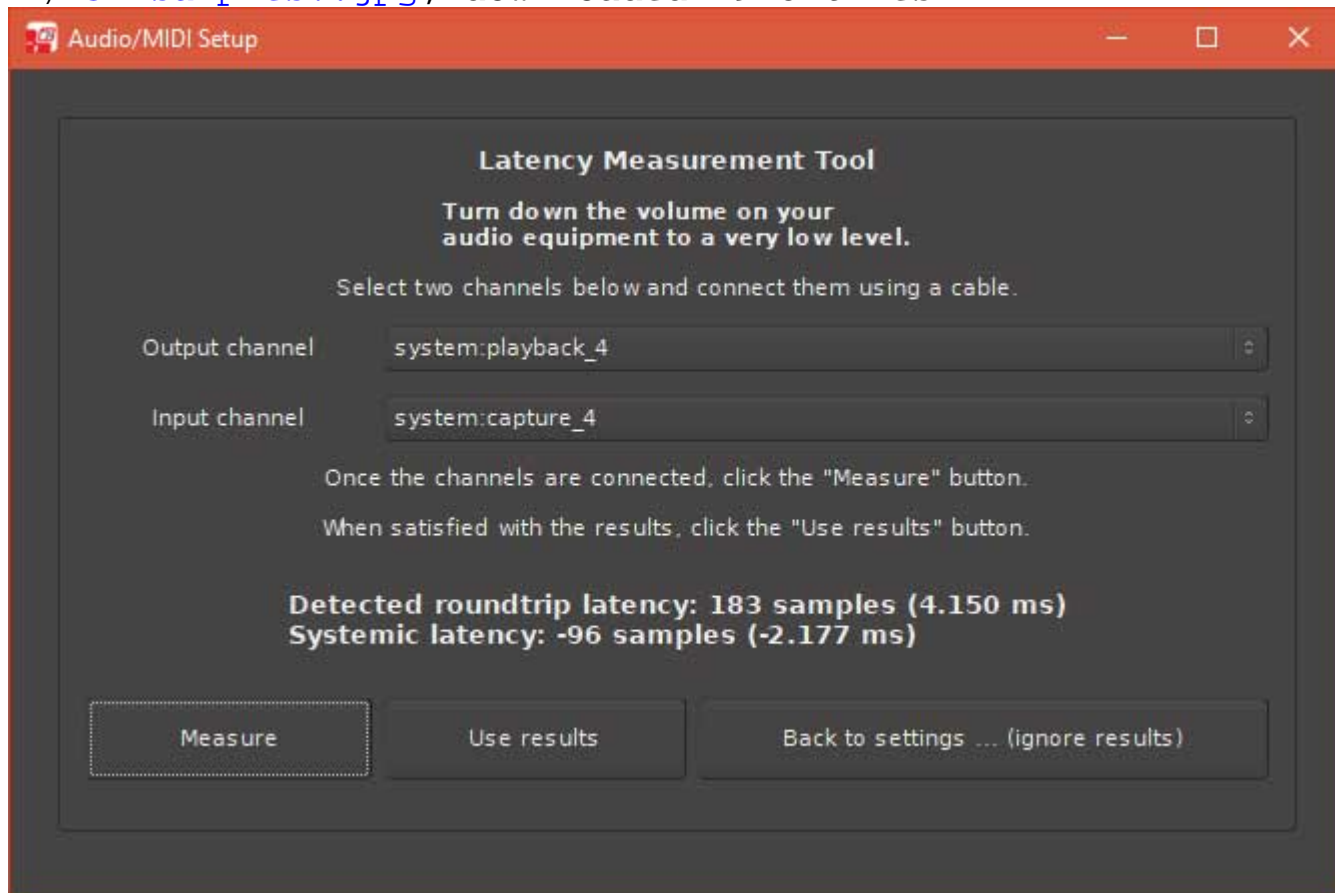 Audio/MIDI Setup
Latency Measurement Tool
Turn down the volume on your
audio equipment to a very low level.
Select two channels below and connect them using a cable.
Output channel system:playback_4
Input channel system:capture_4
Once the channels are connected, click the "Measure" button.
When satisfied with the results, click the "Use results" button.
Detected roundtrip latency: 183 samples (4.150 ms)
Systemic latency: -96 samples (-2.177 ms)
Measure Use results Back to settings ... (ignore results)